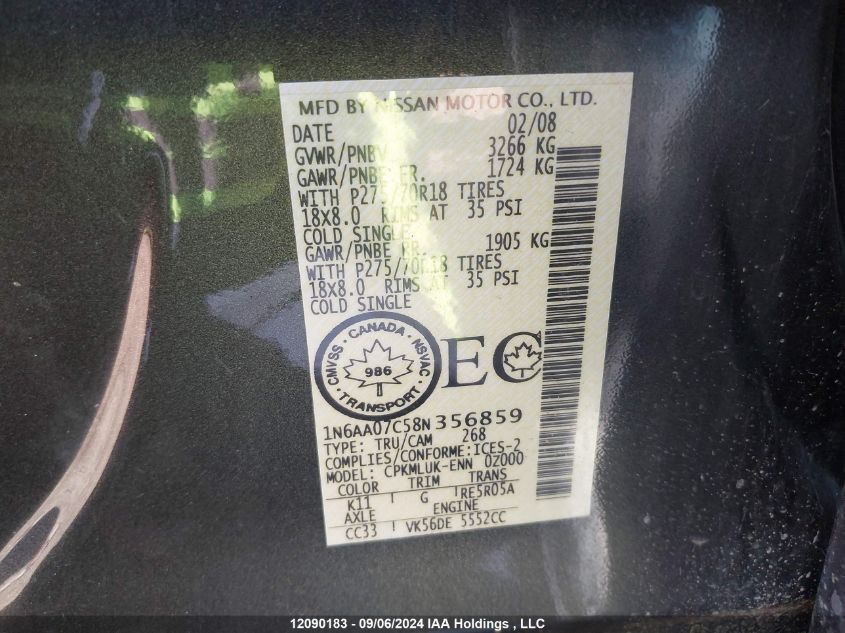 MFD BY NISSAN MOTOR CO., LTD.
DATE 02/08
GVWR/PNBV 3266 KG
GAWR/PNBE FR. 1724 KG
WITH P275/70R18 TIRES
18X8.0 RIMS AT 35 PSI
COLD SINGLE
GAWR/PNBE RR. 1905 KG
WITH P275/70R18 TIRES
18X8.0 RIMS AT 35 PSI
COLD SINGLE
CMVSS · CANADA · NSVAC
986
TRANSPORT
EC
1N6AA07C58N356859
TYPE: TRU/CAM 268
COMPLIES/CONFORME:ICES-2
MODEL: CPKMLUK-ENN 0Z000
COLOR TRIM TRANS
K11 G RE5R05A
AXLE ENGINE
CC33 VK56DE 5552CC
12090183 - 09/06/2024 IAA Holdings , LLC